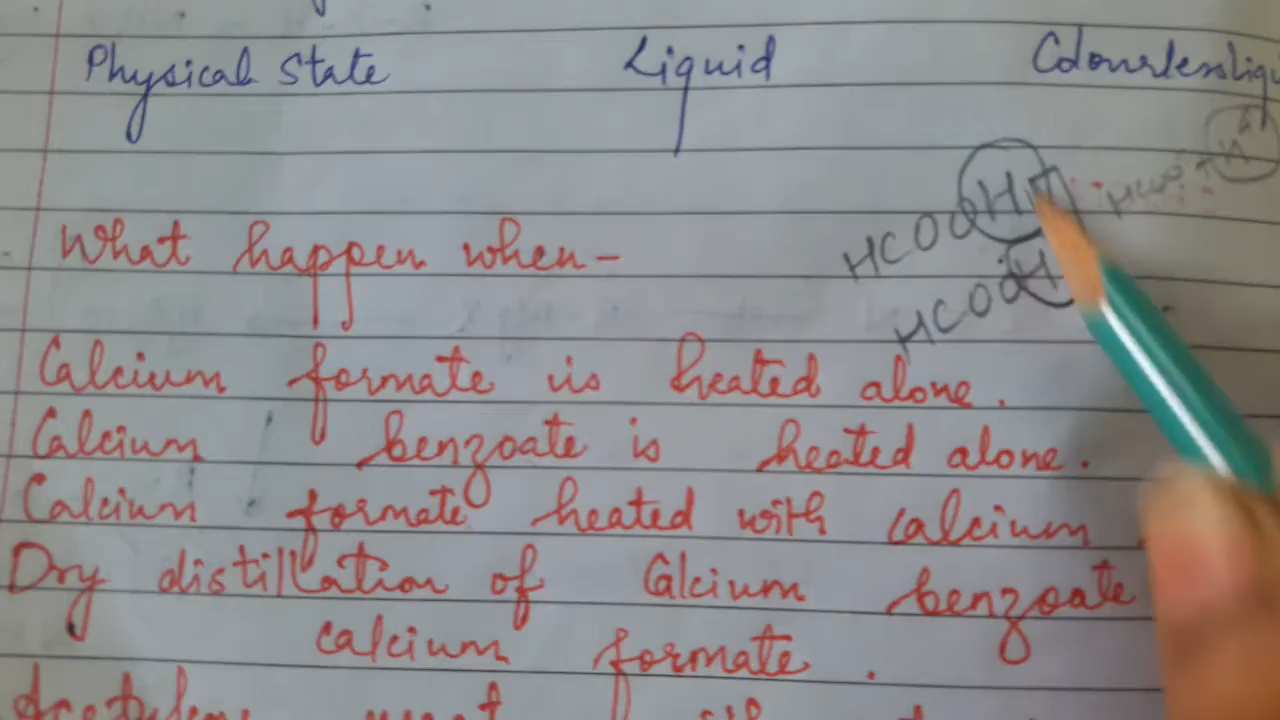 Physical State Liquid Colourlessliqu
HCOOH
HCOOH
What happen when-
Calcium formate is heated alone.
Calcium benzoate is heated alone.
Calcium formate heated with calcium
Dry distillation of Calcium benzoate
calcium formate.